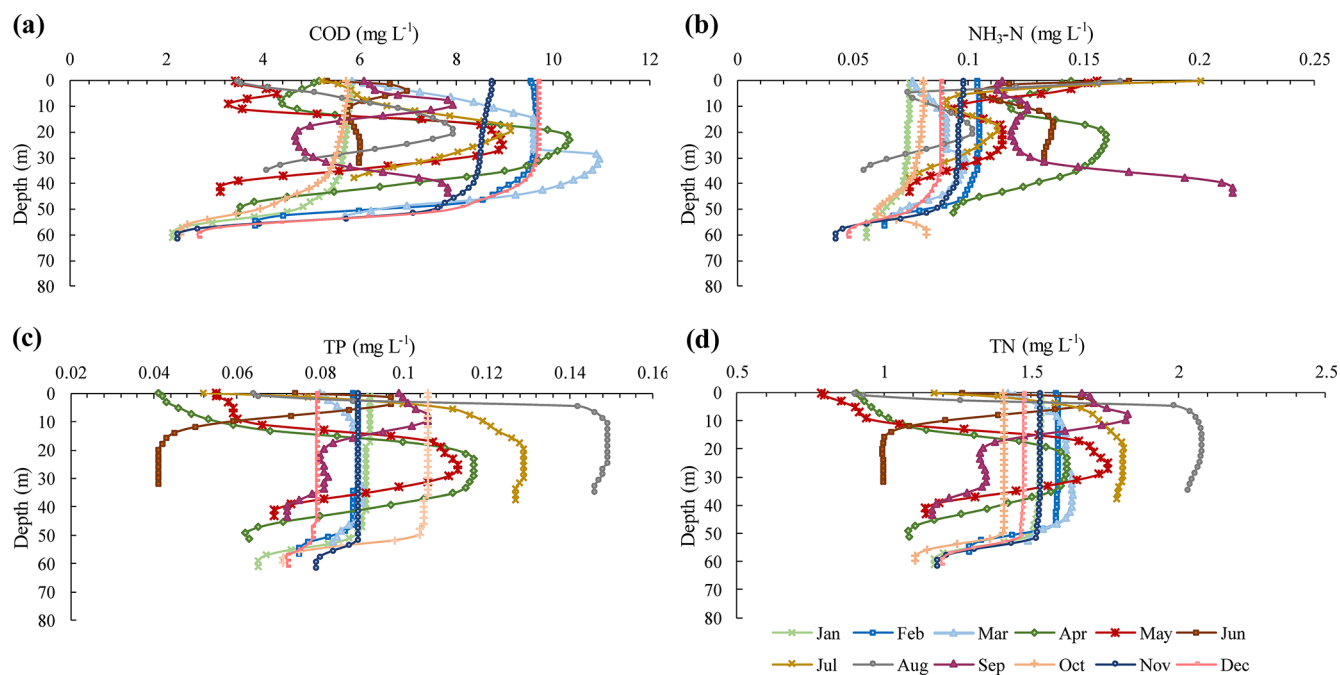 (a)
COD (mg L⁻¹)
0 2 4 6 8 10 12
Depth (m)
0
10
20
30
40
50
60
70
80
(b)
NH₃-N (mg L⁻¹)
0 0.05 0.1 0.15 0.2 0.25
Depth (m)
0
10
20
30
40
50
60
70
80
(c)
TP (mg L⁻¹)
0.02 0.04 0.06 0.08 0.1 0.12 0.14 0.16
Depth (m)
0
10
20
30
40
50
60
70
80
(d)
TN (mg L⁻¹)
0.5 1 1.5 2 2.5
Depth (m)
0
10
20
30
40
50
60
70
80
Jan Feb Mar Apr May Jun
Jul Aug Sep Oct Nov Dec